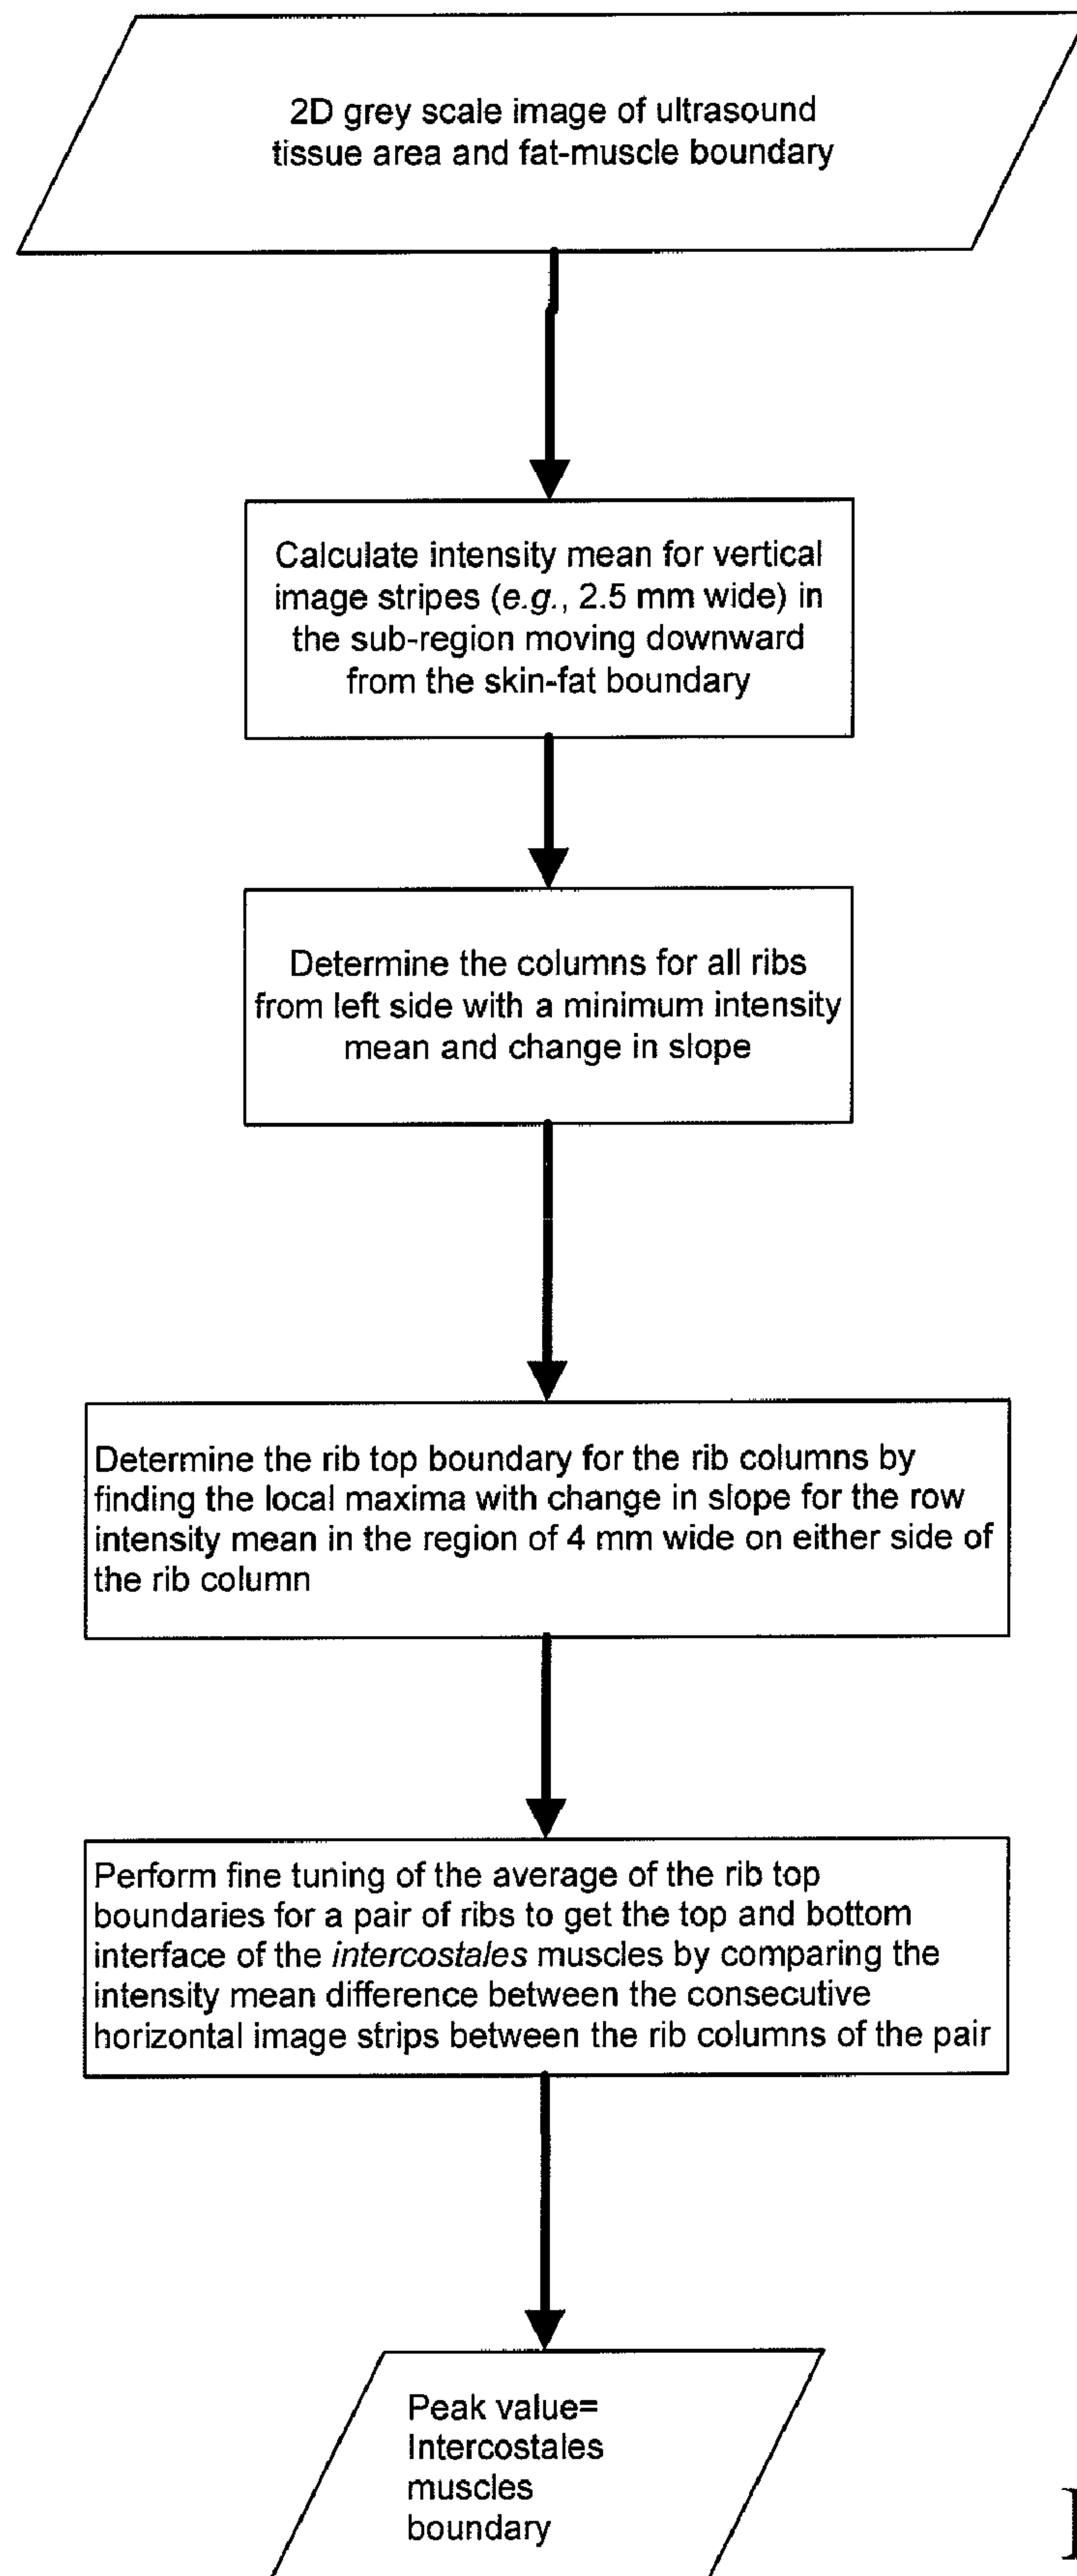 2D grey scale image of ultrasound
tissue area and fat-muscle boundary
Calculate intensity mean for vertical
image stripes (e.g., 2.5 mm wide) in
the sub-region moving downward
from the skin-fat boundary
Determine the columns for all ribs
from left side with a minimum intensity
mean and change in slope
Determine the rib top boundary for the rib columns by
finding the local maxima with change in slope for the row
intensity mean in the region of 4 mm wide on either side of
the rib column
Perform fine tuning of the average of the rib top
boundaries for a pair of ribs to get the top and bottom
interface of the intercostales muscles by comparing the
intensity mean difference between the consecutive
horizontal image strips between the rib columns of the pair
Peak value=
Intercostales
muscles
boundary